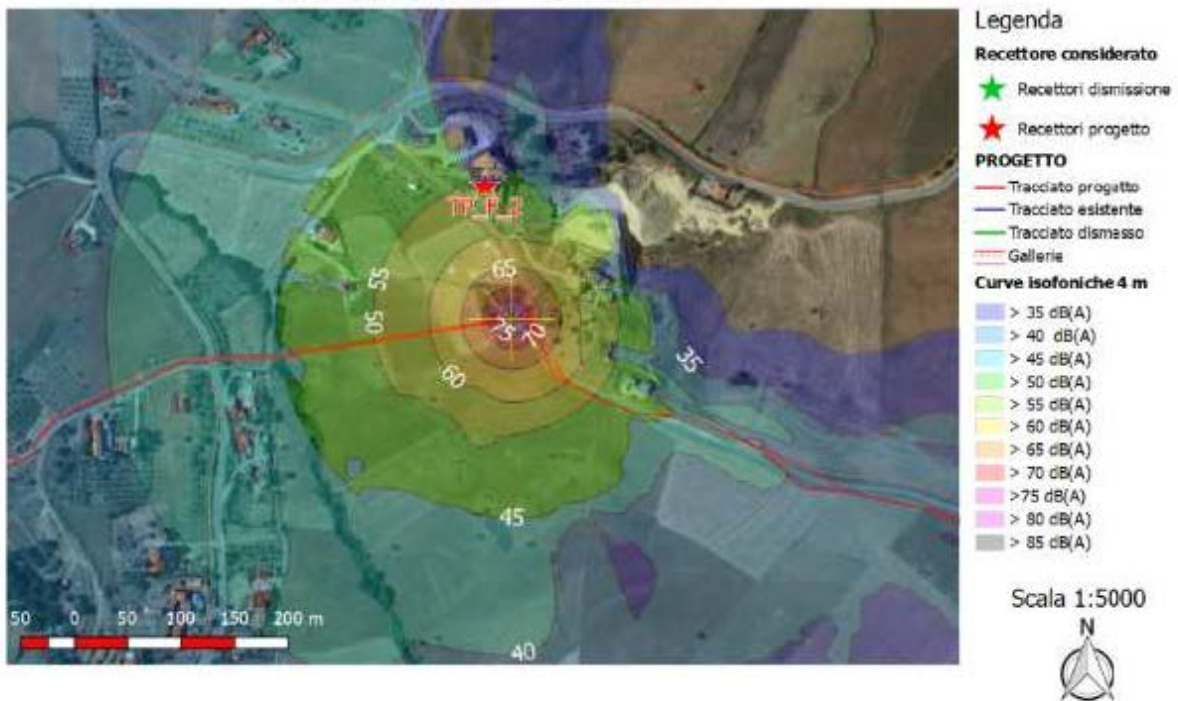 Legenda
Recettore considerato
Recettori dismissione
Recettori progetto
PROGETTO
Tracciato progetto
Tracciato esistente
Tracciato dismesso
Gallerie
Curve isofoniche 4 m
> 35 dB(A)
> 40 dB(A)
> 45 dB(A)
> 50 dB(A)
> 55 dB(A)
> 60 dB(A)
> 65 dB(A)
> 70 dB(A)
>75 dB(A)
> 80 dB(A)
> 85 dB(A)
Scala 1:5000
N
65
55
50
75
70
60
35
45
40
50 0 50 100 150 200 m